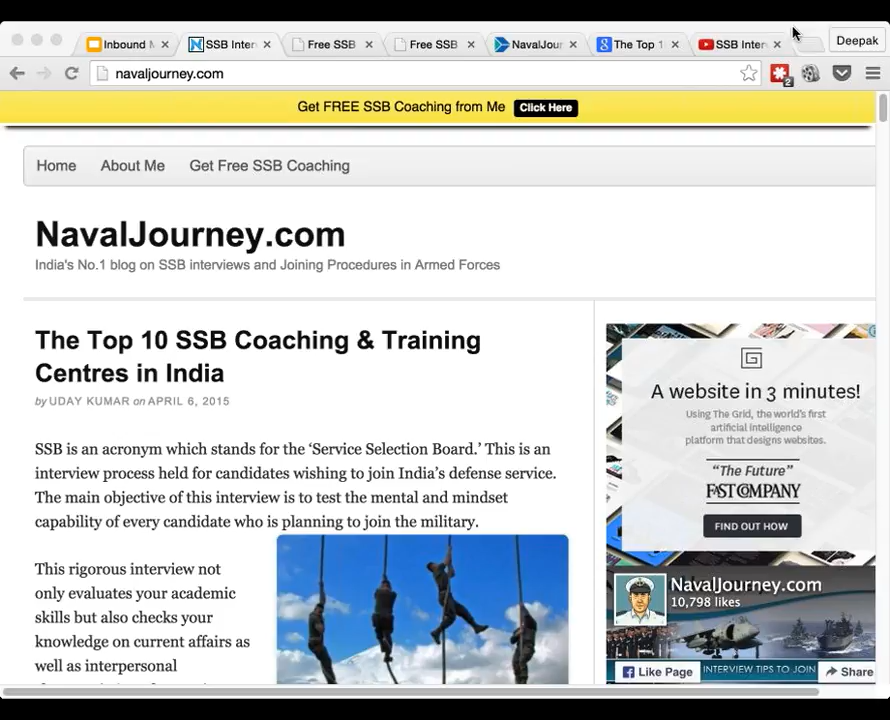 Inbound M
SSB Inter
Free SSB
Free SSB
NavalJour
The Top 1
SSB Inter
Deepak
navaljourney.com
2
Get FREE SSB Coaching from Me Click Here
Home About Me Get Free SSB Coaching
NavalJourney.com
India's No.1 blog on SSB interviews and Joining Procedures in Armed Forces
The Top 10 SSB Coaching & Training
Centres in India
by UDAY KUMAR on APRIL 6, 2015
SSB is an acronym which stands for the ‘Service Selection Board.’ This is an
interview process held for candidates wishing to join India’s defense service.
The main objective of this interview is to test the mental and mindset
capability of every candidate who is planning to join the military.
This rigorous interview not
only evaluates your academic
skills but also checks your
knowledge on current affairs as
well as interpersonal
A website in 3 minutes!
Using The Grid, the world's first
artificial intelligence
platform that designs websites.
“The Future”
FAST COMPANY
FIND OUT HOW
NavalJourney.com
10,798 likes
Like Page
INTERVIEW TIPS TO JOIN
Share